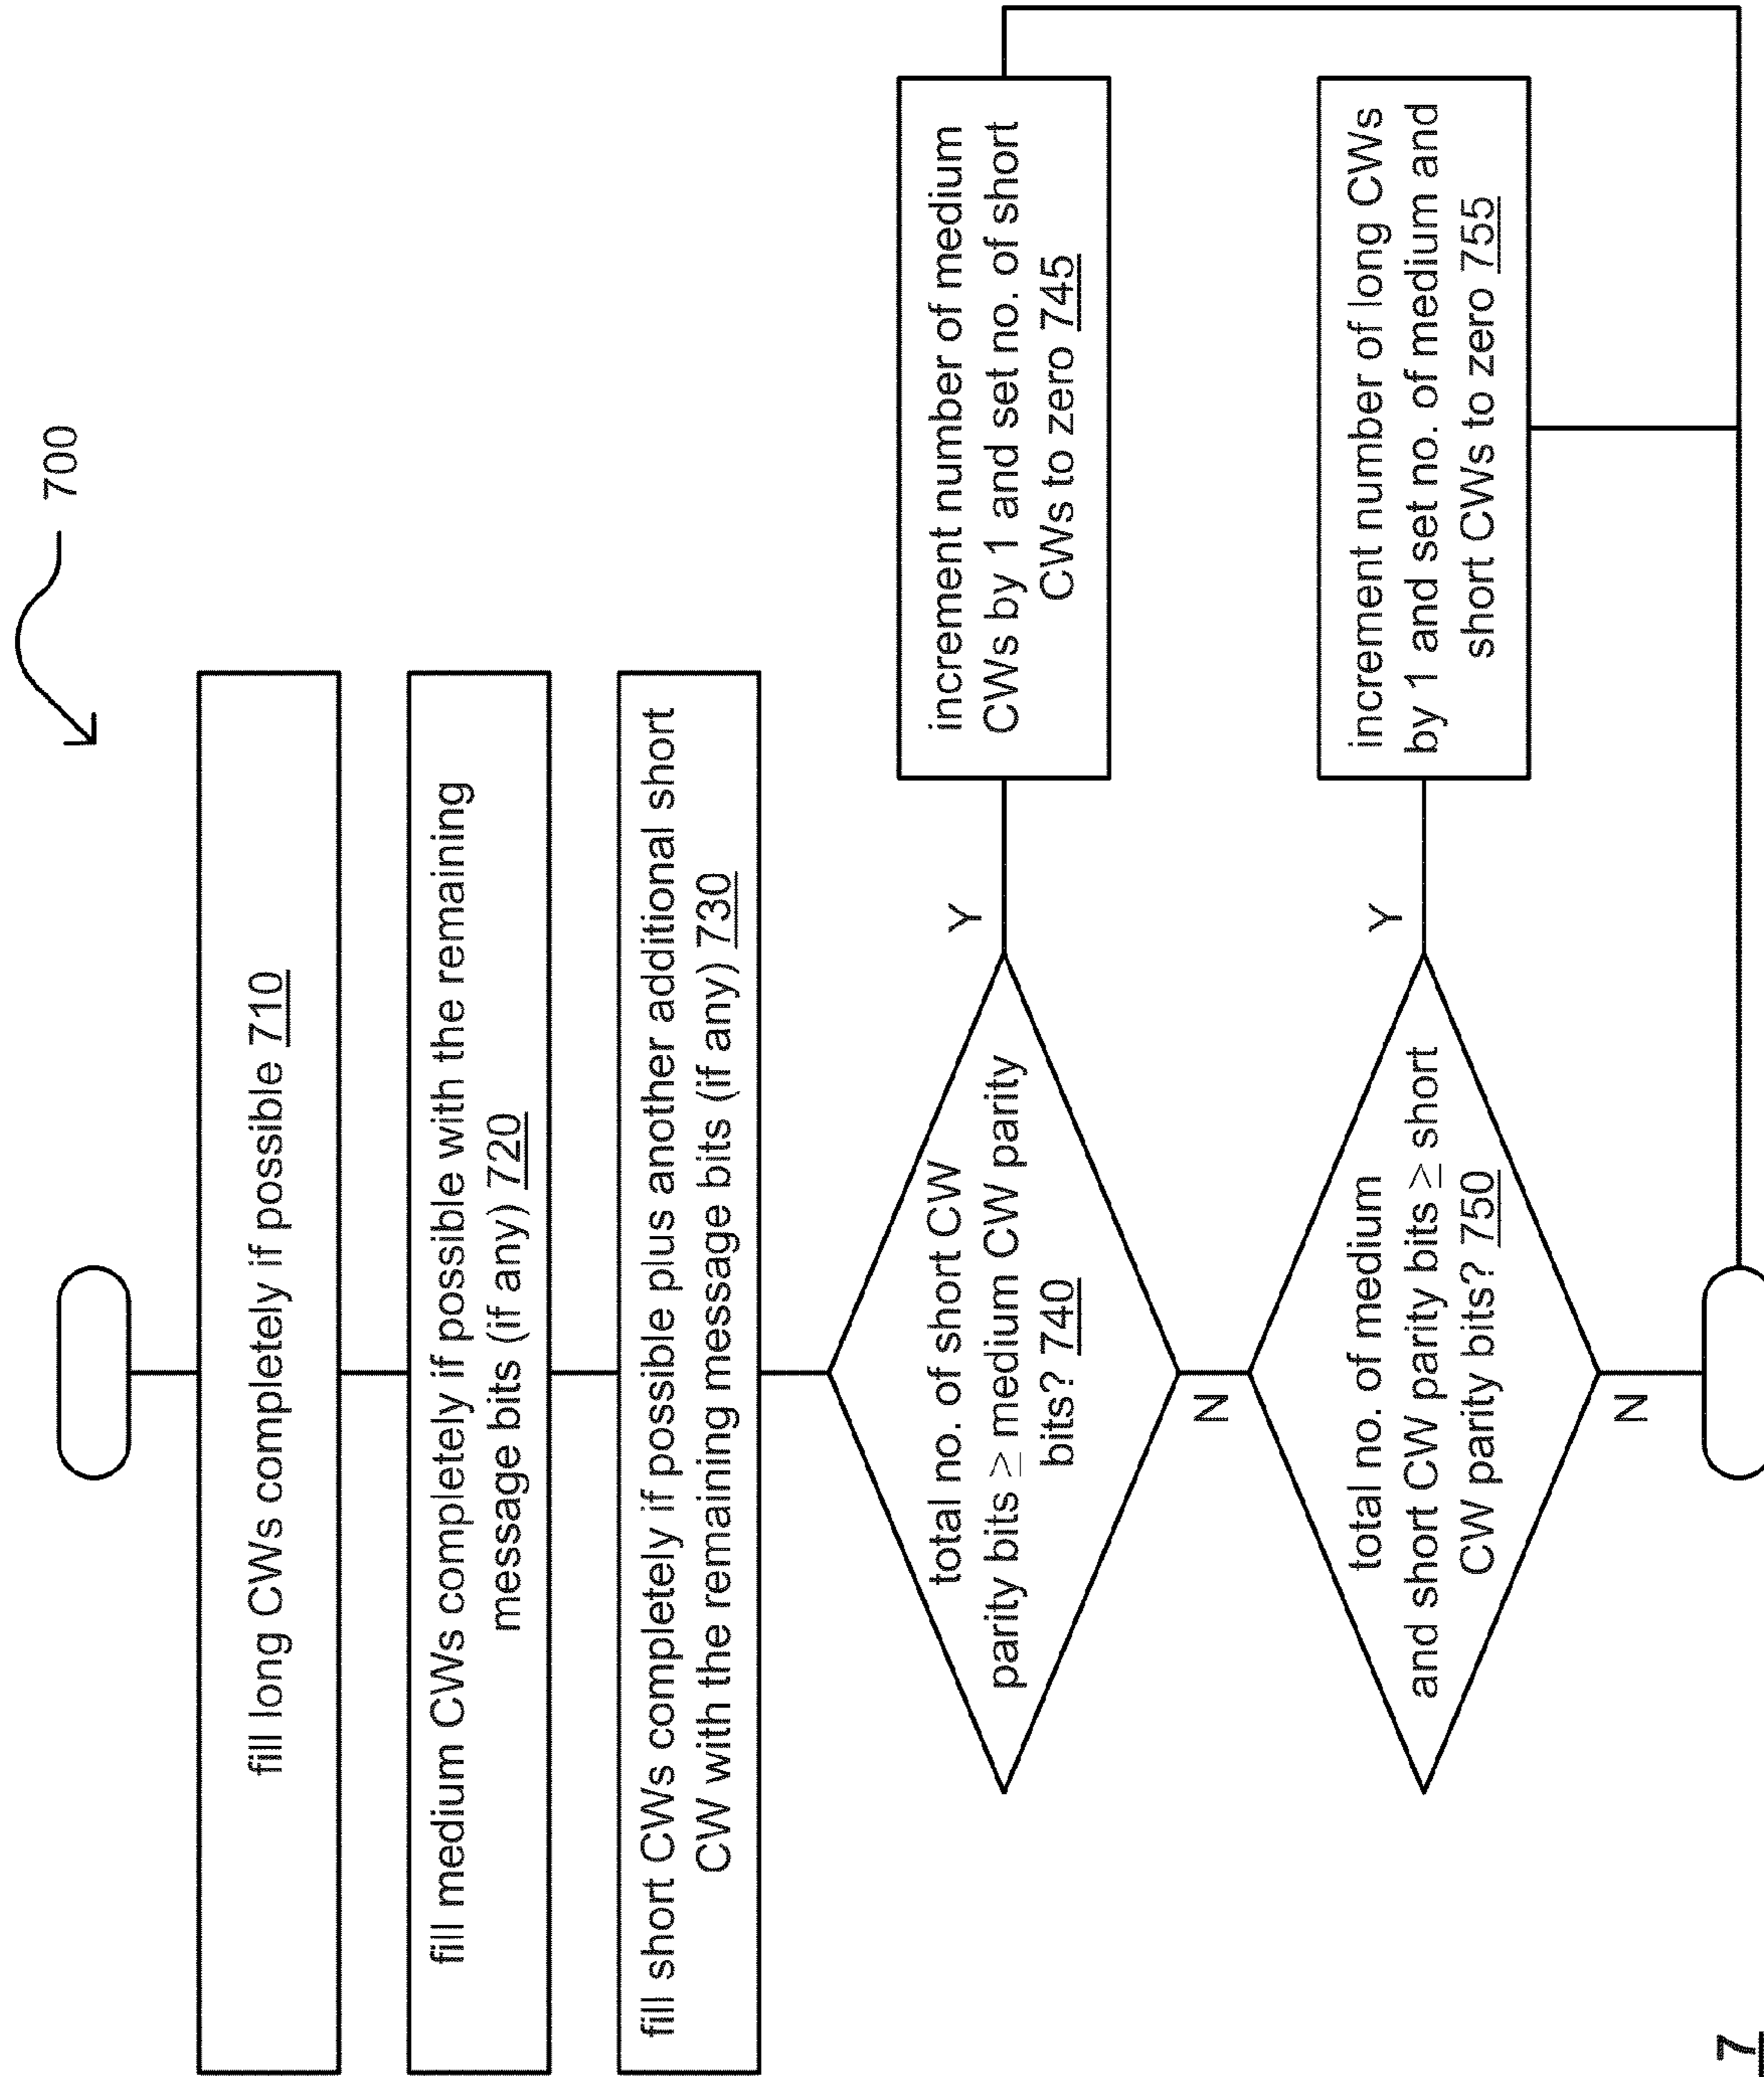 700
fill long CWs completely if possible 710
fill medium CWs completely if possible with the remaining
message bits (if any) 720
fill short CWs completely if possible plus another additional short
CW with the remaining message bits (if any) 730
total no. of short CW
parity bits ≥ medium CW parity
bits? 740
Y
increment number of medium
CWs by 1 and set no. of short
CWs to zero 745
N
total no. of medium
and short CW parity bits ≥ short
CW parity bits? 750
Y
increment number of long CWs
by 1 and set no. of medium and
short CWs to zero 755
N
7